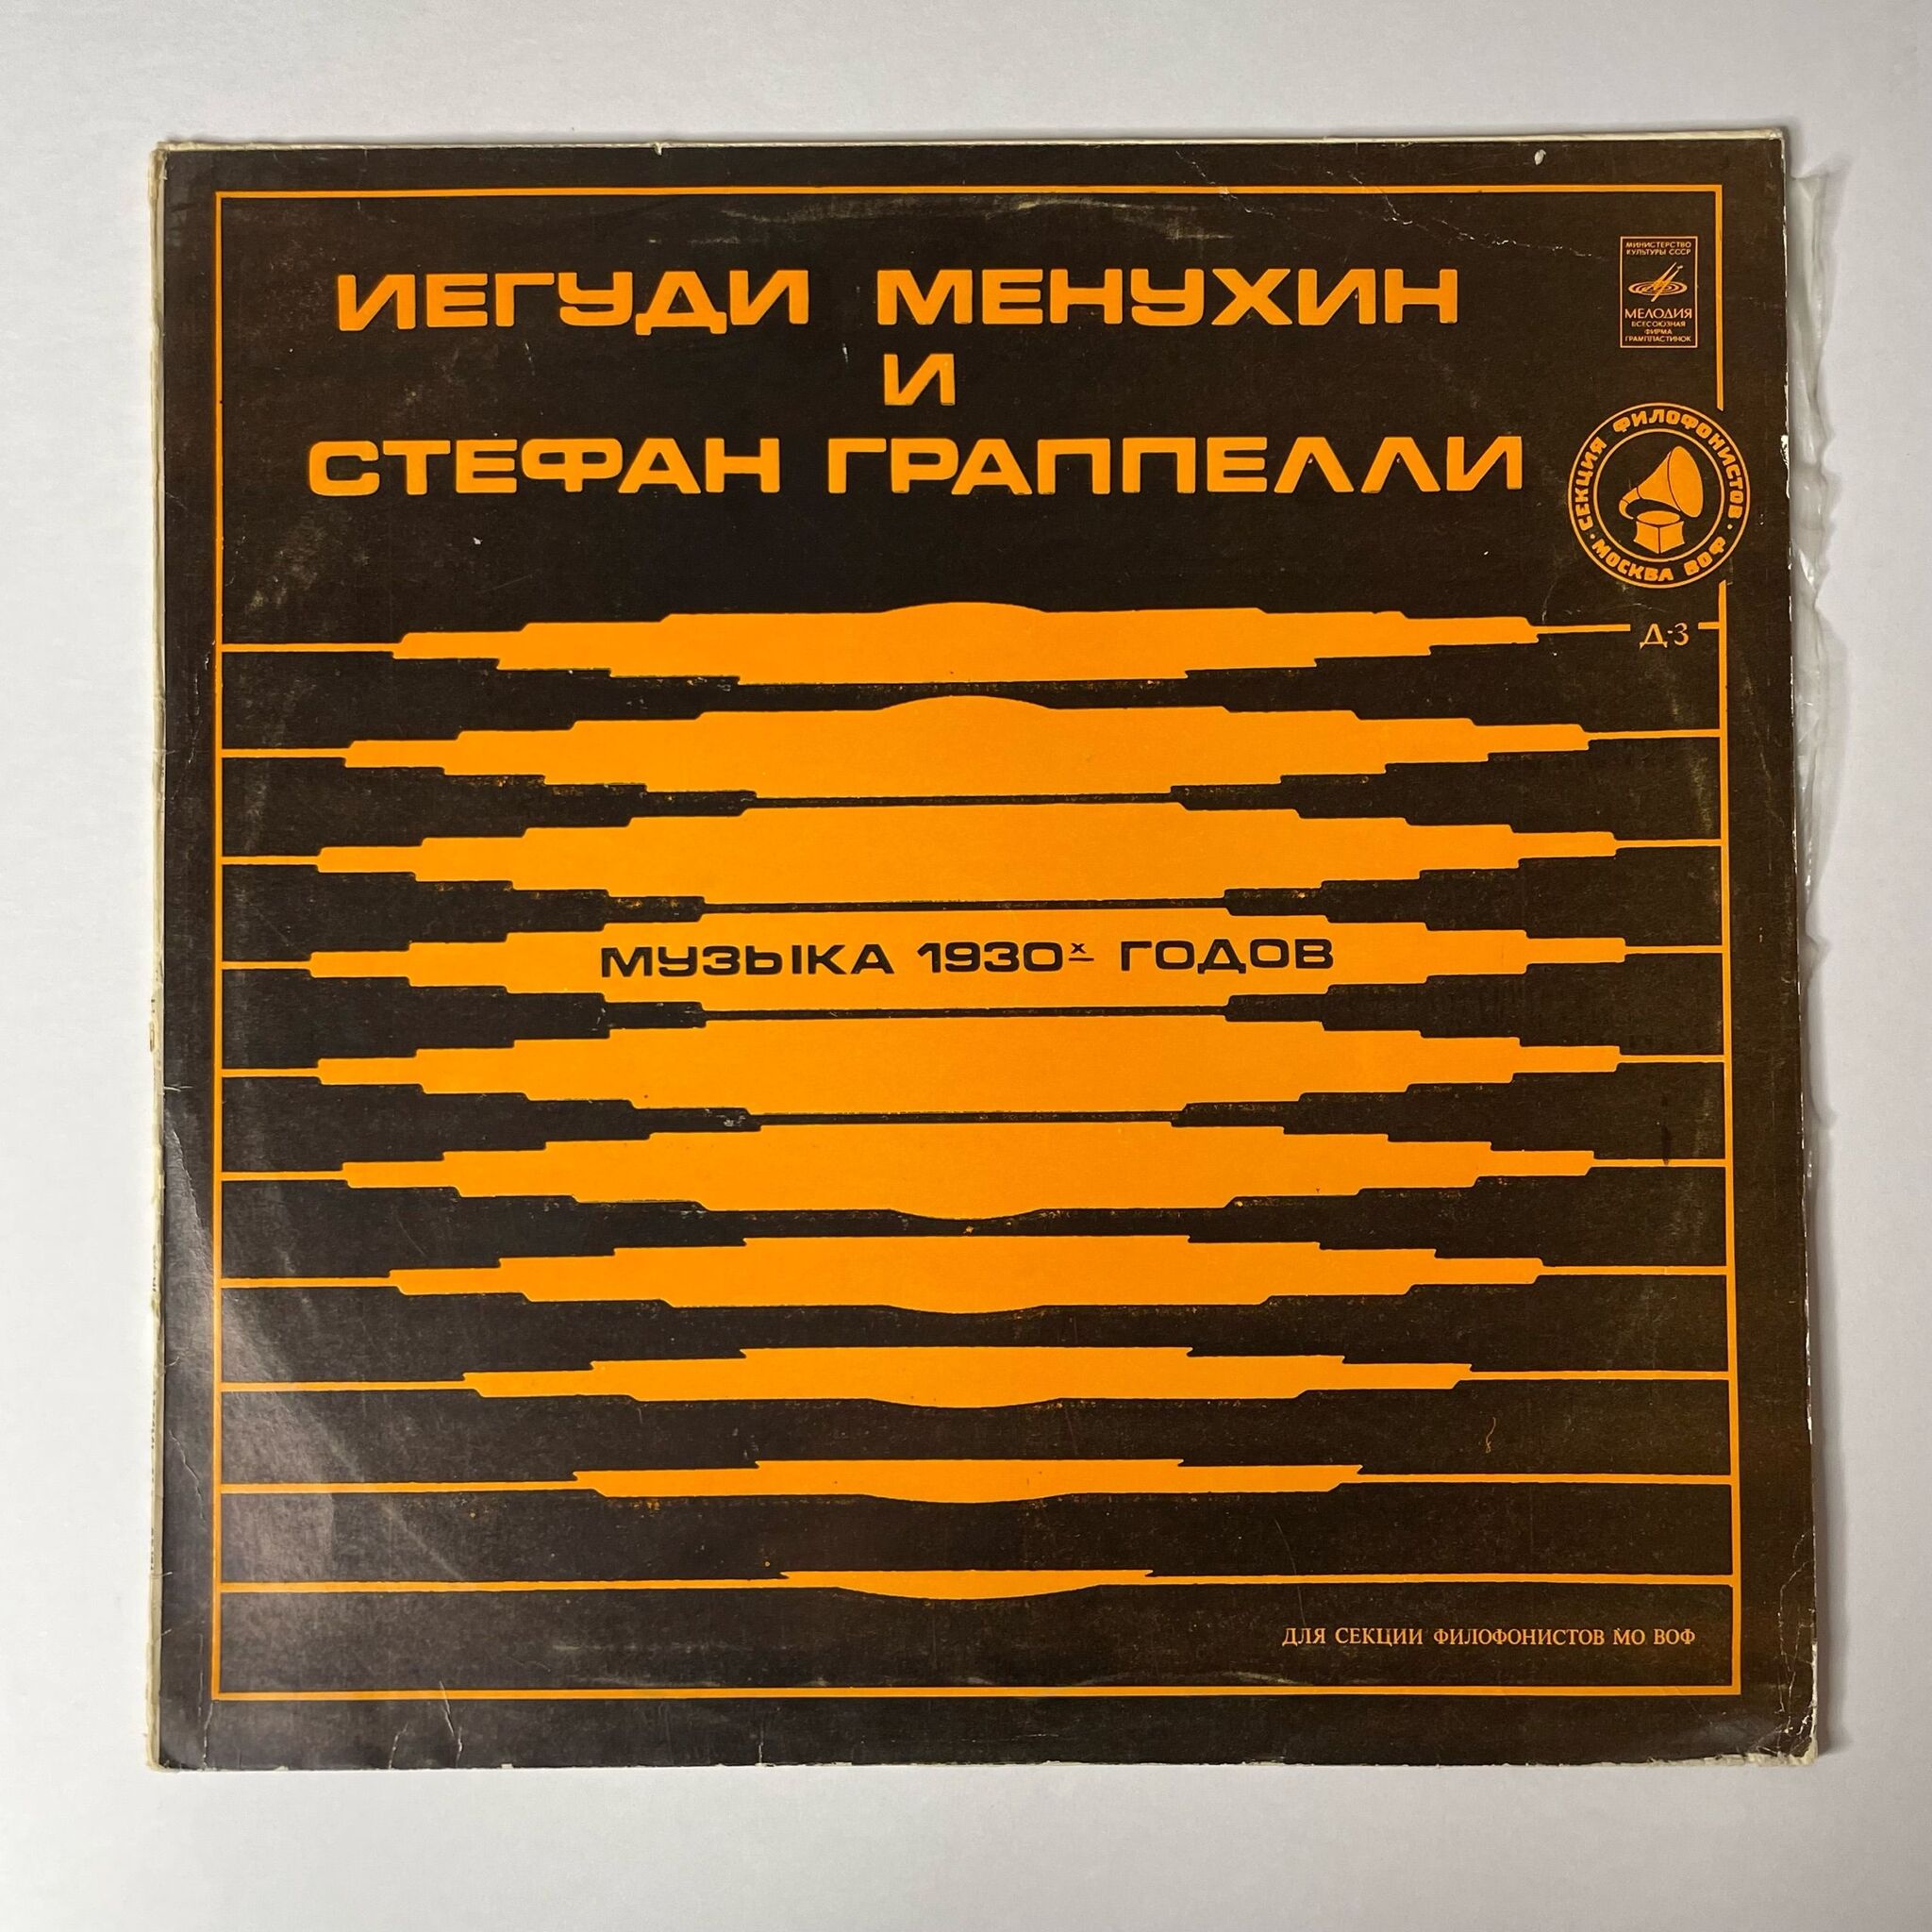 ИЕГУДИ МЕНУХИН
И
СТЕФАН ГРАППЕЛЛИ
МИНИСТЕРСТВО
КУЛЬТУРЫ СССР
МЕЛОДИЯ
ВСЕСОЮЗНАЯ
ФИРМА
ГРАМПЛАСТИНОК
СЕКЦИЯ ФИЛОФОНИСТОВ
· МОСКВА ВОФ ·
Д-3
МУЗЫКА 1930х ГОДОВ
ДЛЯ СЕКЦИИ ФИЛОФОНИСТОВ МО ВОФ